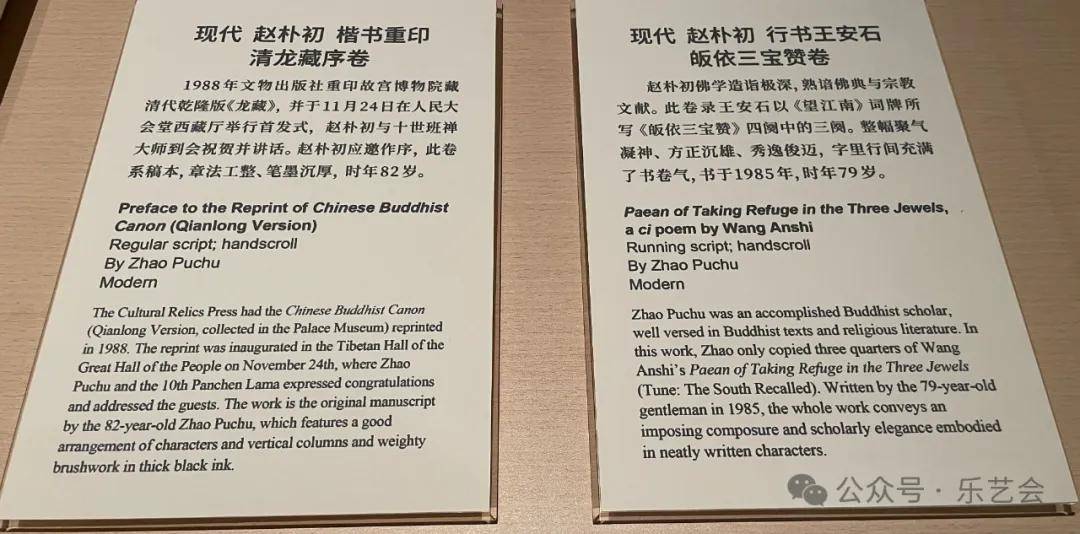 现代 赵朴初 楷书重印
清龙藏序卷
1988年文物出版社重印故宫博物院藏
清代乾隆版《龙藏》，并于11月24日在人民大
会堂西藏厅举行首发式，赵朴初与十世班禅
大师到会祝贺并讲话。赵朴初应邀作序，此卷
系稿本，章法工整、笔墨沉厚，时年82岁。
Preface to the Reprint of Chinese Buddhist
Canon (Qianlong Version)
Regular script; handscroll
By Zhao Puchu
Modern
The Cultural Relics Press had the Chinese Buddhist Canon
(Qianlong Version, collected in the Palace Museum) reprinted
in 1988. The reprint was inaugurated in the Tibetan Hall of the
Great Hall of the People on November 24th, where Zhao
Puchu and the 10th Panchen Lama expressed congratulations
and addressed the guests. The work is the original manuscript
by the 82-year-old Zhao Puchu, which features a good
arrangement of characters and vertical columns and weighty
brushwork in thick black ink.
现代 赵朴初 行书王安石
皈依三宝赞卷
赵朴初佛学造诣极深，熟谙佛典与宗教
文献。此卷录王安石以《望江南》词牌所
写《皈依三宝赞》四阕中的三阕。整幅聚气
凝神、方正沉雄、秀逸俊迈，字里行间充满
了书卷气，书于1985年，时年79岁。
Paean of Taking Refuge in the Three Jewels,
a ci poem by Wang Anshi
Running script; handscroll
By Zhao Puchu
Modern
Zhao Puchu was an accomplished Buddhist scholar,
well versed in Buddhist texts and religious literature. In
this work, Zhao only copied three quarters of Wang
Anshi's Paean of Taking Refuge in the Three Jewels
(Tune: The South Recalled). Written by the 79-year-old
gentleman in 1985, the whole work conveys an
imposing composure and scholarly elegance embodied
in neatly written characters.
公众号·乐艺会